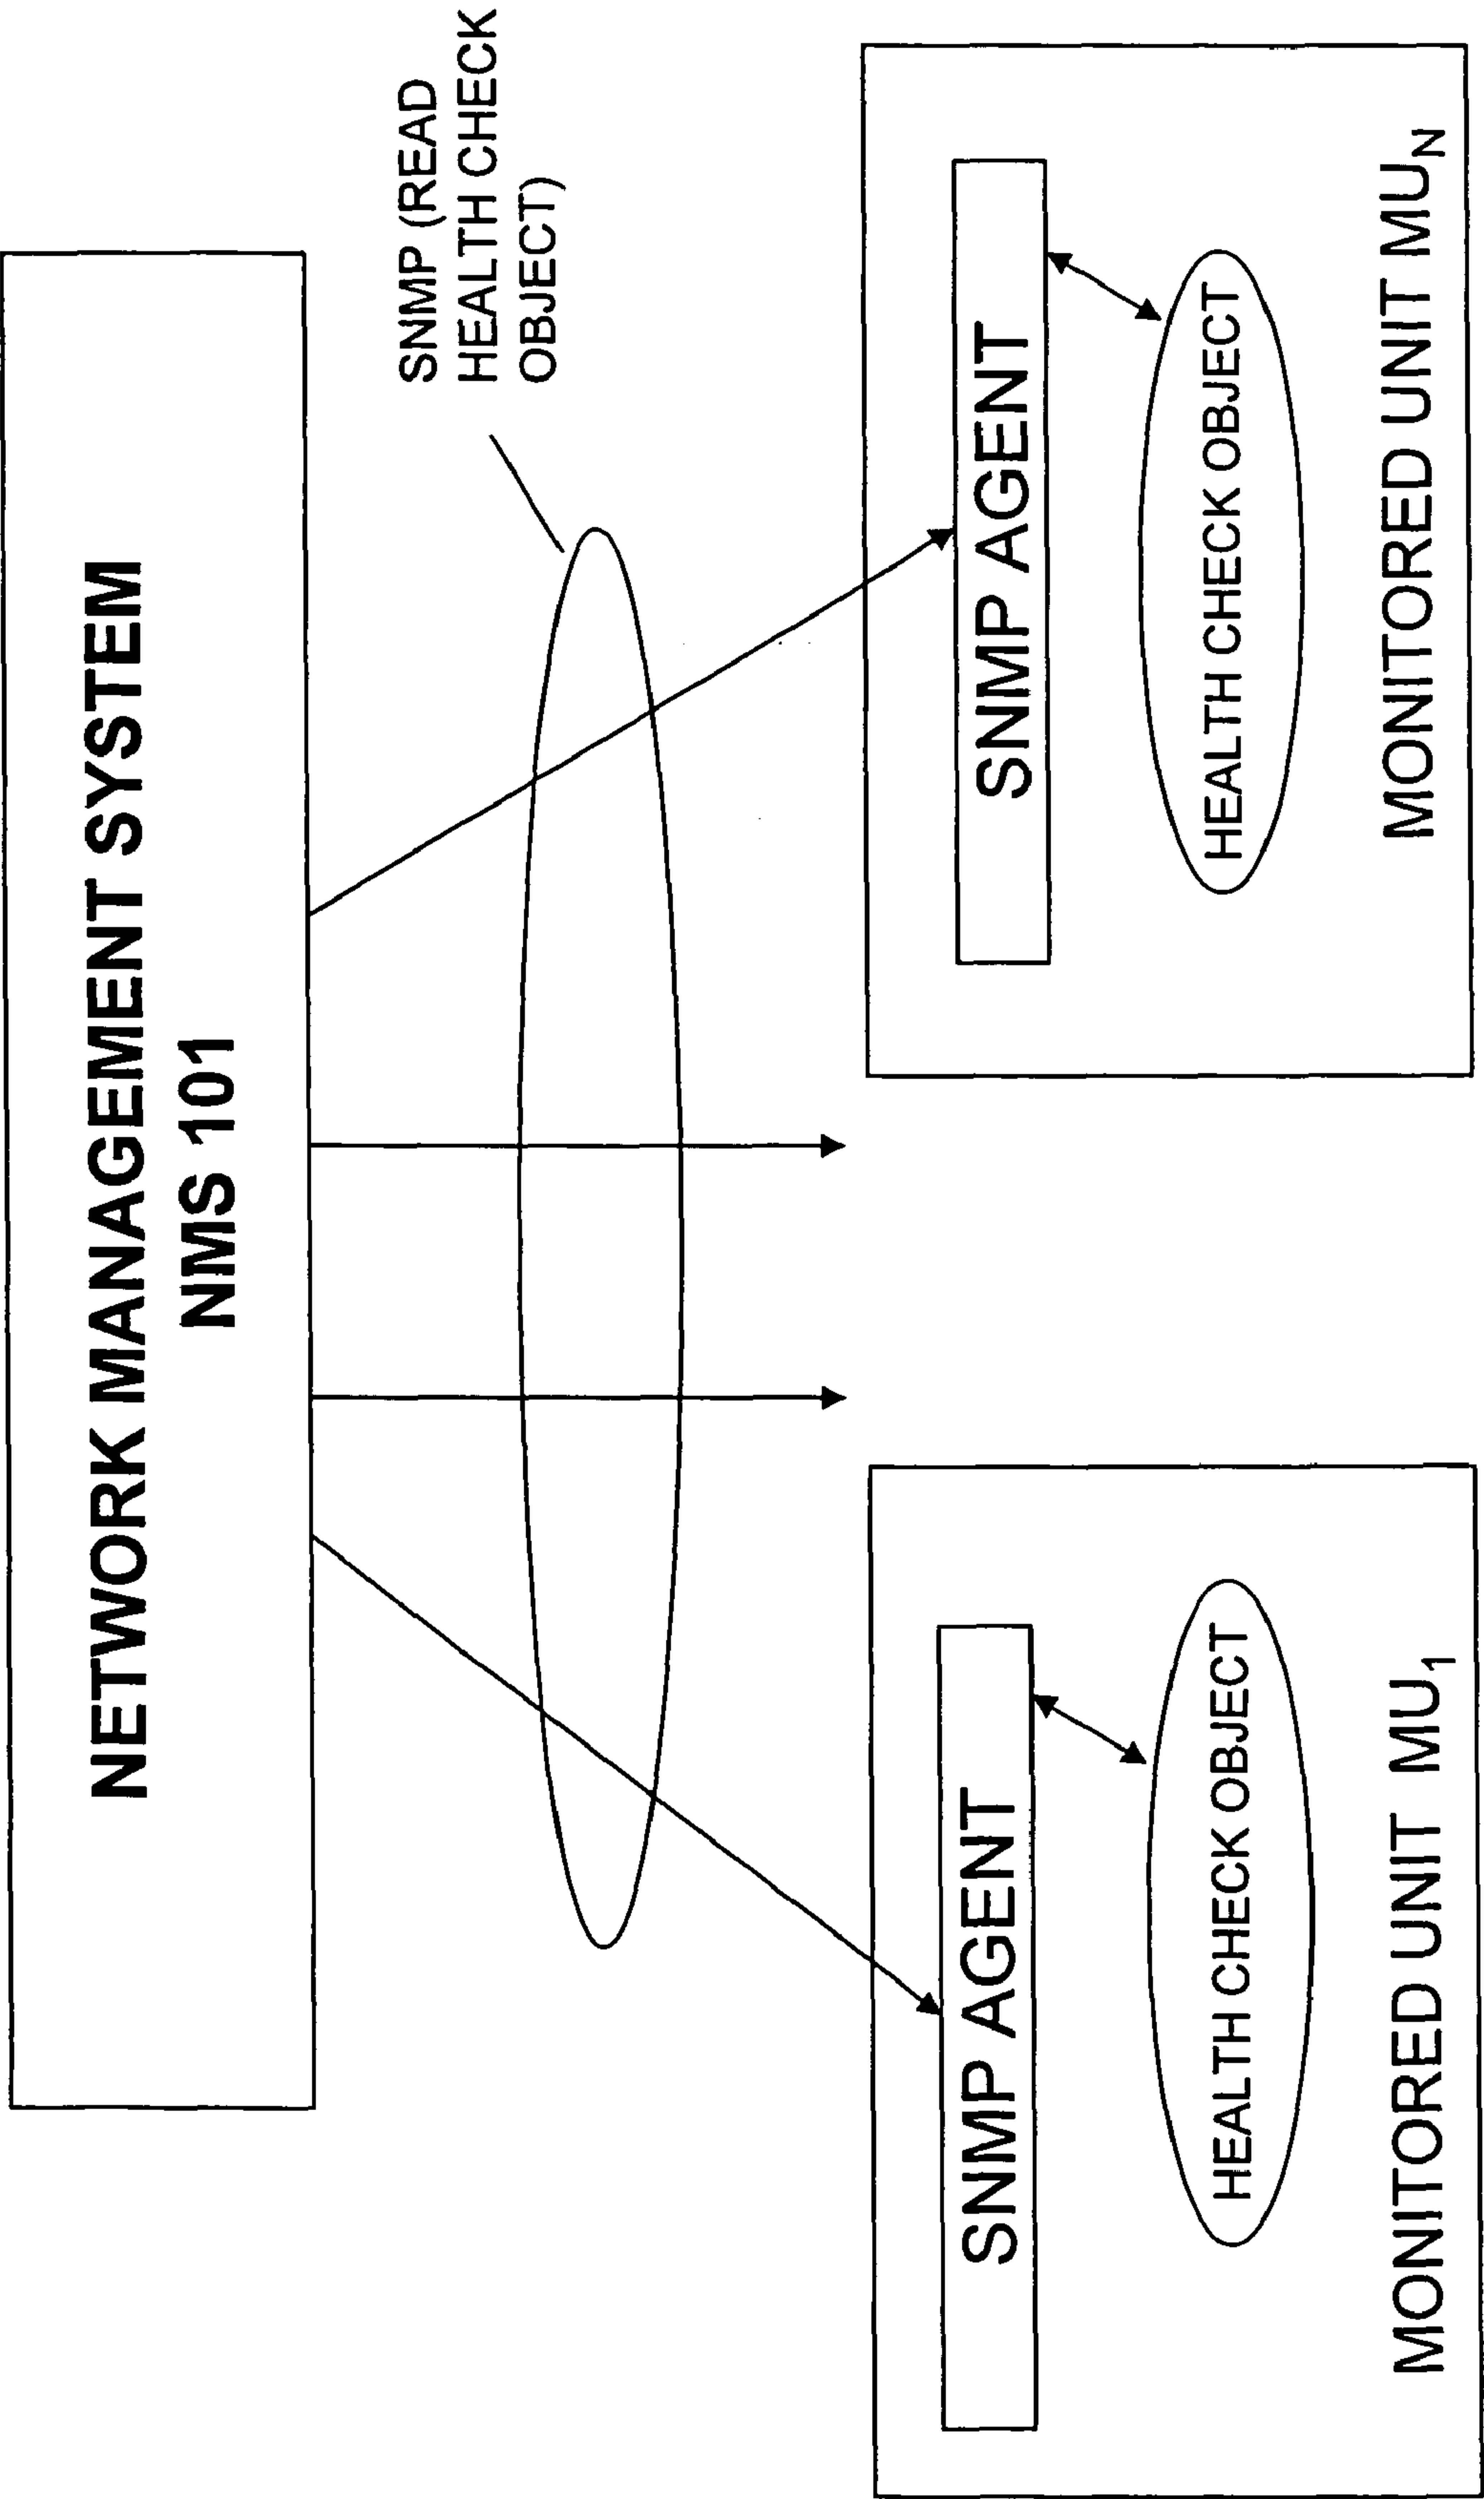 NETWORK MANAGEMENT SYSTEM
NMS 101
SNMP (READ
HEALTH CHECK
OBJECT)
SNMP AGENT
HEALTH CHECK OBJECT
MONITORED UNIT MU1
SNMP AGENT
HEALTH CHECK OBJECT
MONITORED UNIT MUN